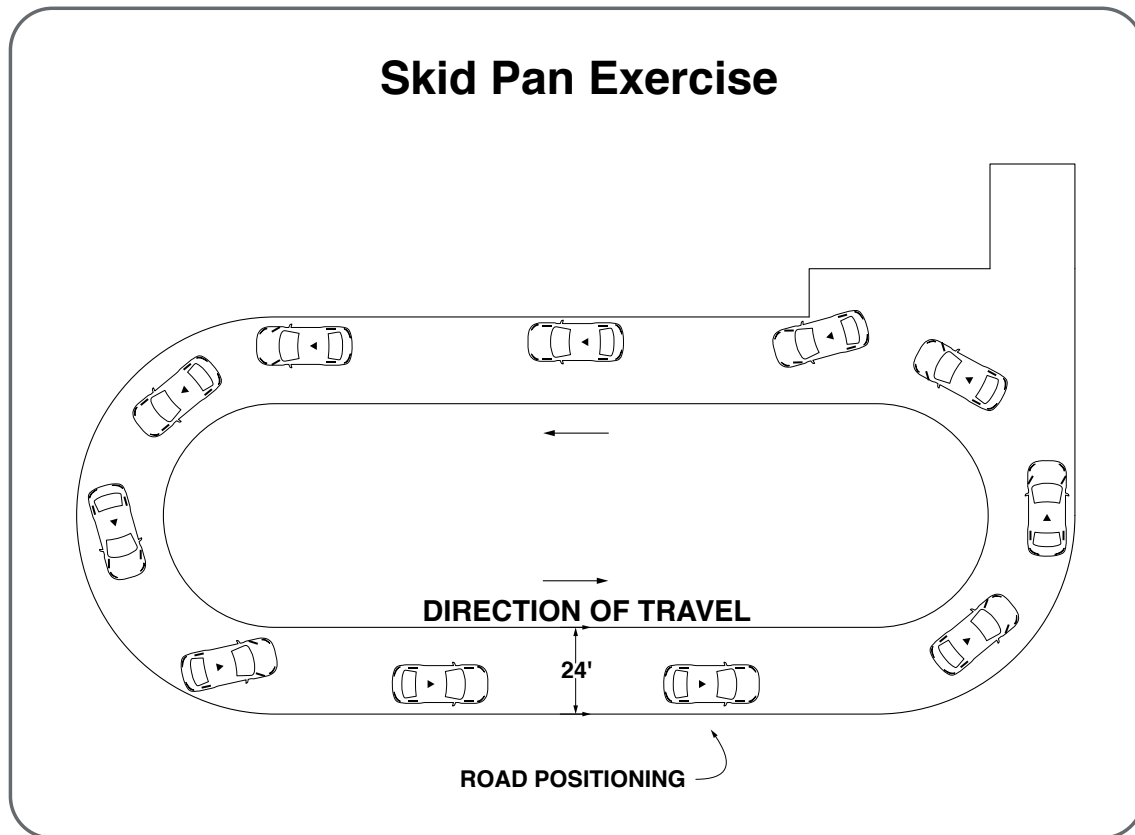 Skid Pan Exercise
DIRECTION OF TRAVEL
24'
ROAD POSITIONING